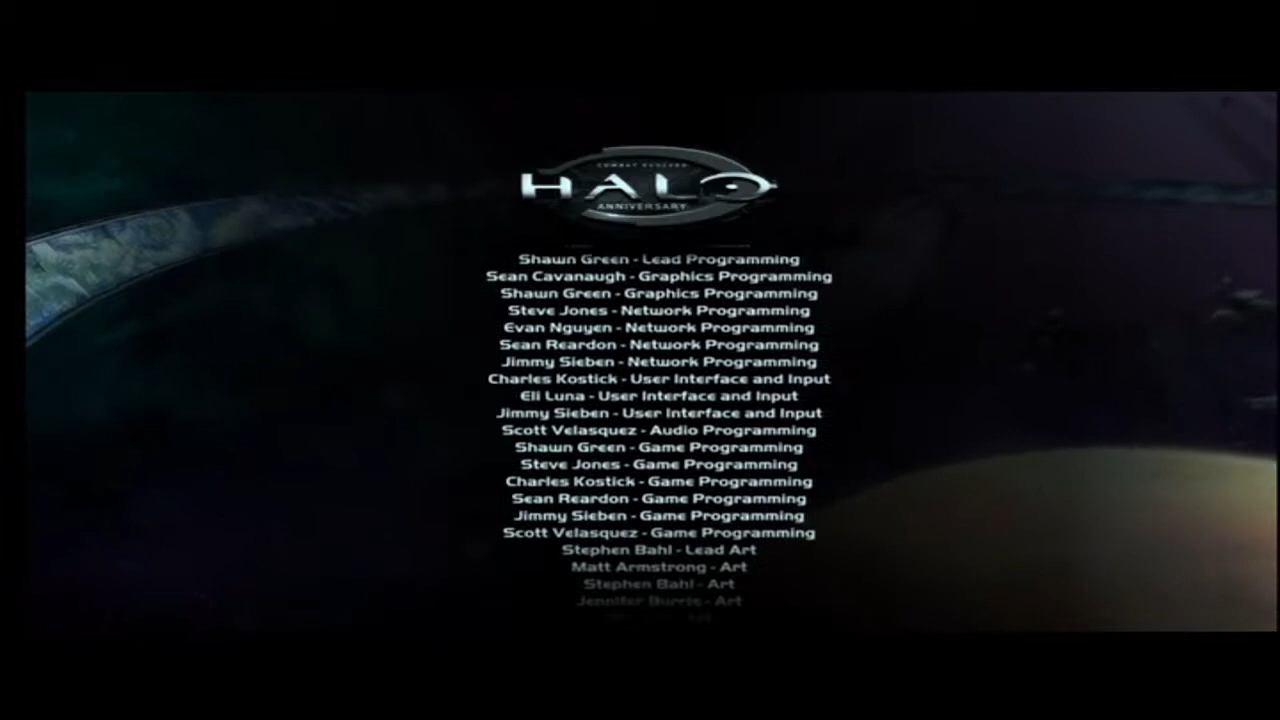 COMBAT EVOLVED
HALO
ANNIVERSARY
Shawn Green - Lead Programming
Sean Cavanaugh - Graphics Programming
Shawn Green - Graphics Programming
Steve Jones - Network Programming
Evan Nguyen - Network Programming
Sean Reardon - Network Programming
Jimmy Sieben - Network Programming
Charles Kostick - User Interface and Input
Eli Luna - User Interface and Input
Jimmy Sieben - User Interface and Input
Scott Velasquez - Audio Programming
Shawn Green - Game Programming
Steve Jones - Game Programming
Charles Kostick - Game Programming
Sean Reardon - Game Programming
Jimmy Sieben - Game Programming
Scott Velasquez - Game Programming
Stephen Bahl - Lead Art
Matt Armstrong - Art
Stephen Bahl - Art
Jennifer Burris - Art